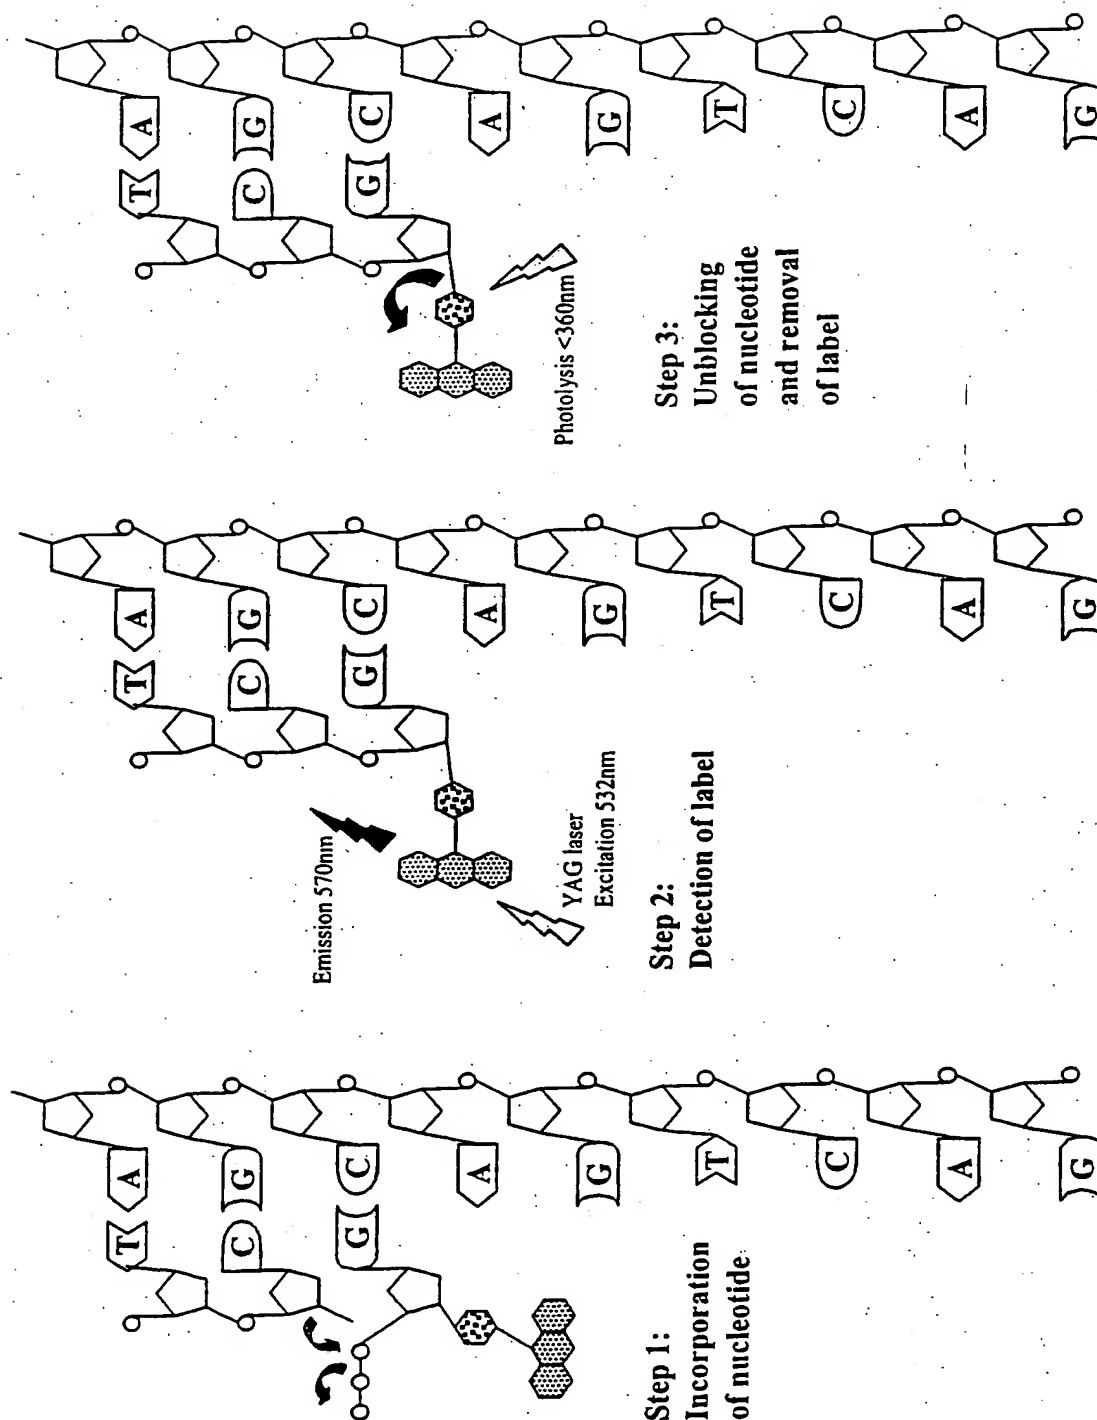 A
G
C
A
G
T
C
A
G
T
C
G
Step 1:
Incorporation
of nucleotide
A
G
C
A
G
T
C
A
G
T
C
G
Emission 570nm
YAG laser
Excitation 532nm
Step 2:
Detection of label
A
G
C
A
G
T
C
A
G
T
C
G
Photolysis <360nm
Step 3:
Unblocking
of nucleotide
and removal
of label